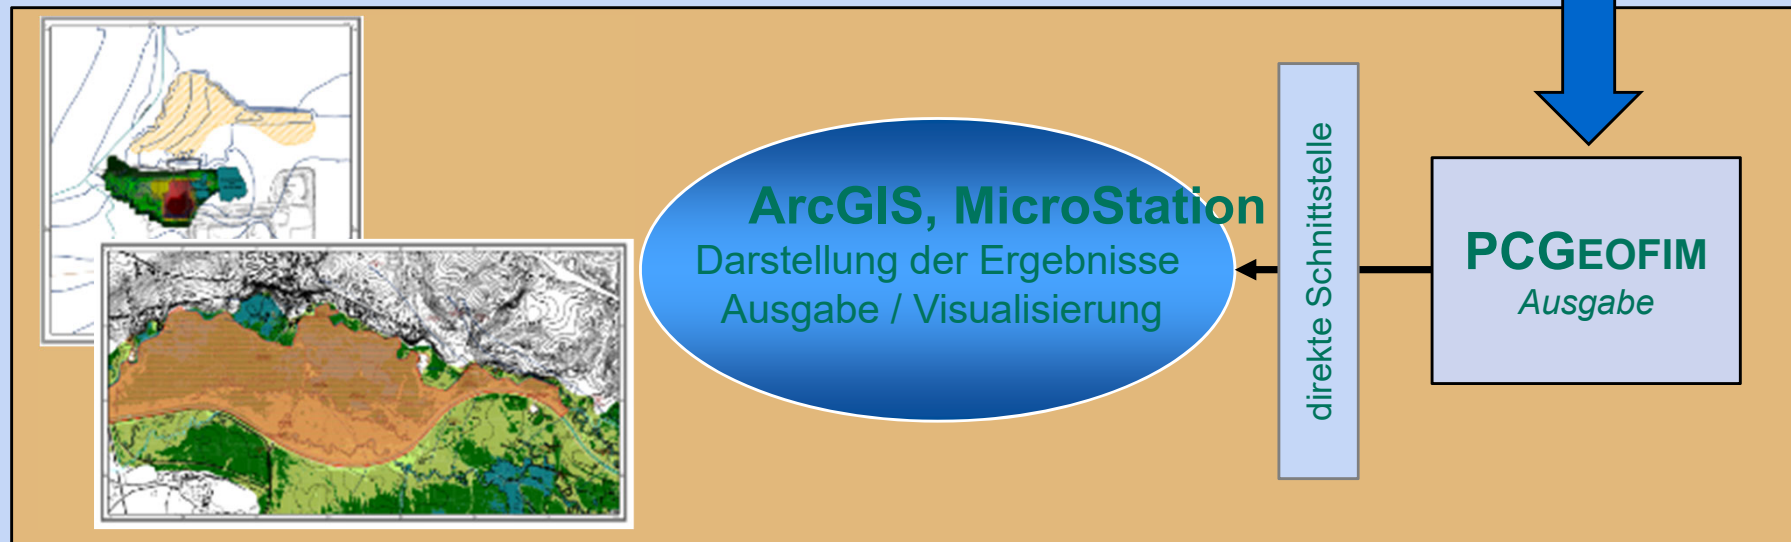 ArcGIS, MicroStation
Darstellung der Ergebnisse
Ausgabe / Visualisierung
direkte Schnittstelle
PCGEOFIM
Ausgabe